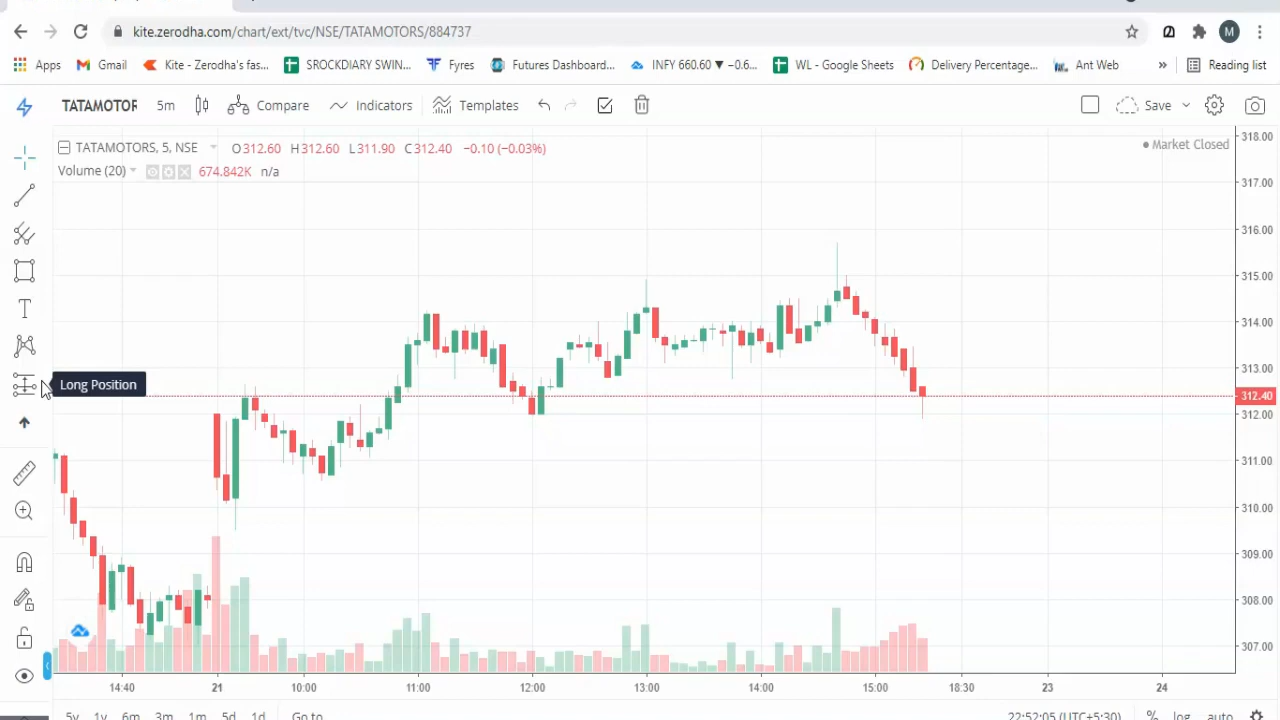 kite.zerodha.com/chart/ext/tvc/NSE/TATAMOTORS/884737
M
Apps Gmail Kite - Zerodha's fas... SROCKDIARY SWIN... Fyres Futures Dashboard... INFY 660.60 ▼ −0.6... WL - Google Sheets Delivery Percentage... Ant Web » Reading list
TATAMOTOR 5m Compare Indicators Templates Save
TATAMOTORS, 5, NSE O312.60 H312.60 L311.90 C312.40 −0.10 (−0.03%)
Market Closed
Volume (20) 674.842K n/a
T
Long Position
318.00
317.00
316.00
315.00
314.00
313.00
312.40
312.00
311.00
310.00
309.00
308.00
307.00
14:40 21 10:00 11:00 12:00 13:00 14:00 15:00 18:30 23 24
5y 1y 6m 3m 1m 5d 1d Go to 22:52:05 (UTC+5:30) % log auto